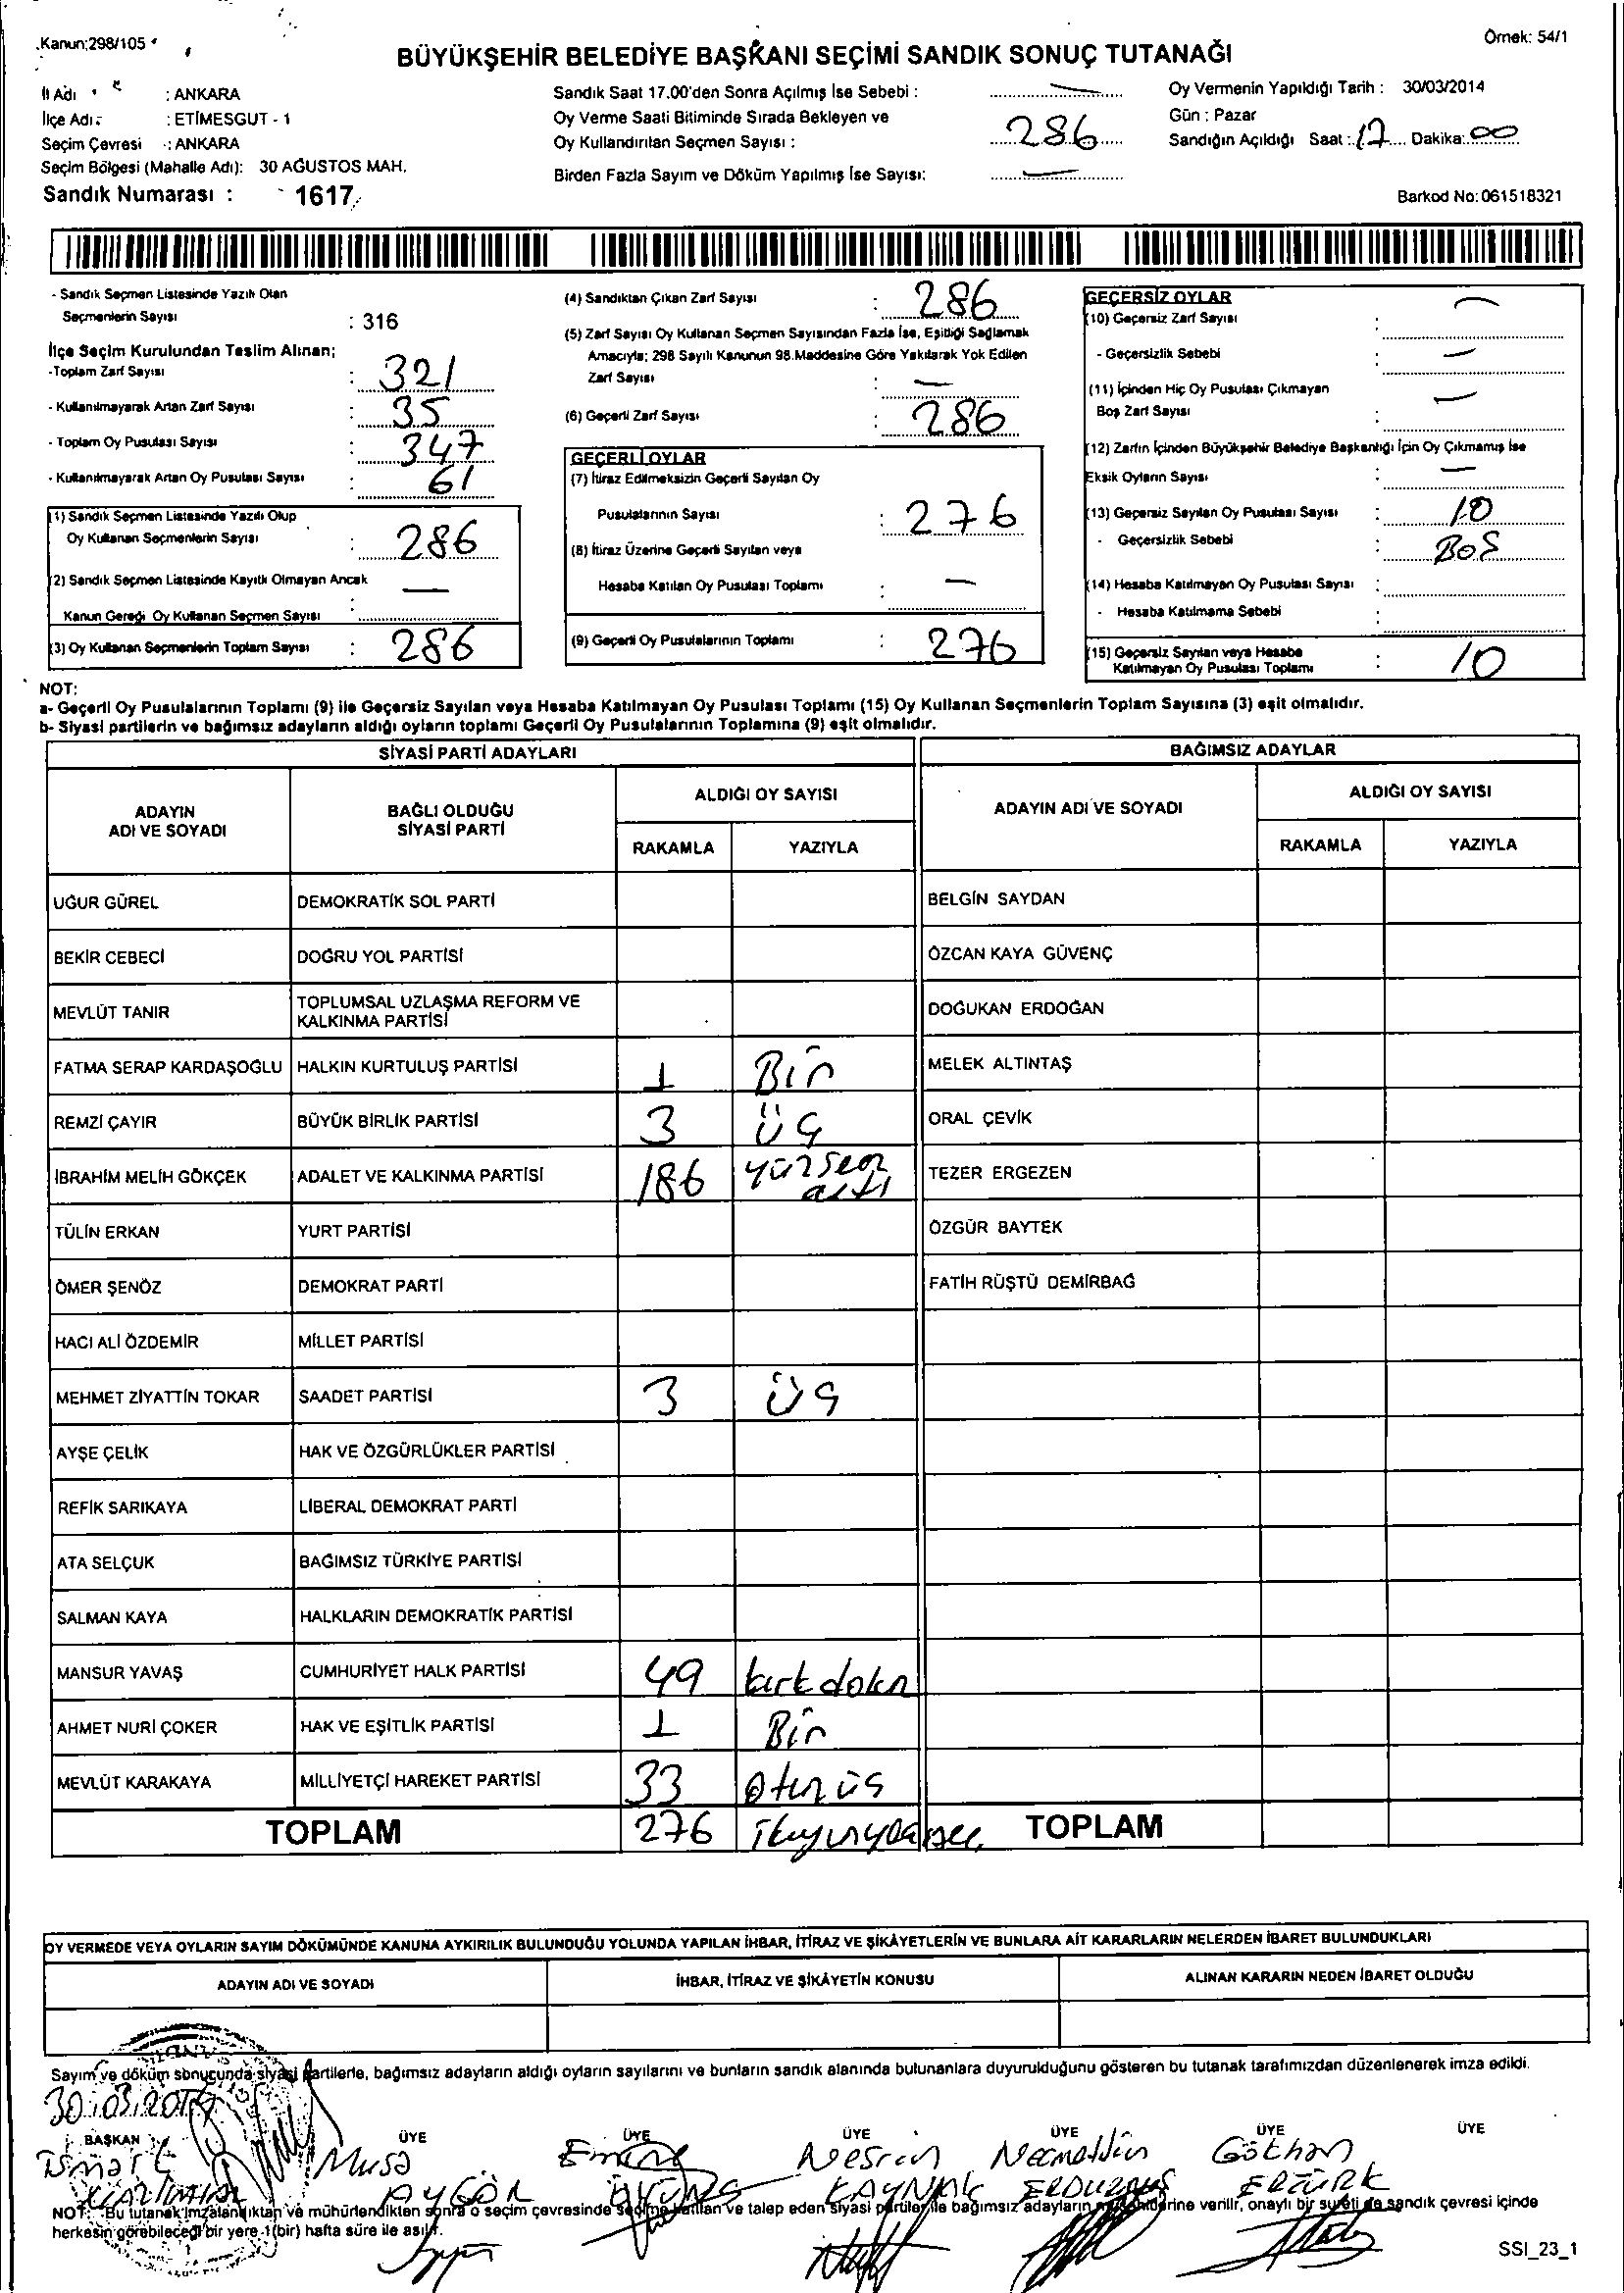 Kanun:298/105
Örnek: 54/1
BÜYÜKŞEHİR BELEDİYE BAŞKANI SEÇİMİ SANDIK SONUÇ TUTANAĞI
İl Adı : ANKARA
İlçe Adı : ETİMESGUT - 1
Seçim Çevresi : ANKARA
Seçim Bölgesi (Mahalle Adı): 30 AĞUSTOS MAH.
Sandık Numarası : 1617
Sandık Saat 17.00'den Sonra Açılmış İse Sebebi : —
Oy Verme Saati Bitiminde Sırada Bekleyen ve
Oy Kullandırılan Seçmen Sayısı : 286
Birden Fazla Sayım ve Döküm Yapılmış İse Sayısı: —
Oy Vermenin Yapıldığı Tarih : 30/03/2014
Gün : Pazar
Sandığın Açıldığı Saat : 17 Dakika: 00
Barkod No: 061518321
- Sandık Seçmen Listesinde Yazılı Olan
Seçmenlerin Sayısı : 316
İlçe Seçim Kurulundan Teslim Alınan;
-Toplam Zarf Sayısı : 321
- Kullanılmayarak Artan Zarf Sayısı : 35
- Toplam Oy Pusulası Sayısı : 347
- Kullanılmayarak Artan Oy Pusulası Sayısı : 61
(1) Sandık Seçmen Listesinde Yazılı Olup
Oy Kullanan Seçmenlerin Sayısı : 286
(2) Sandık Seçmen Listesinde Kayıtlı Olmayan Ancak
Kanun Gereği Oy Kullanan Seçmen Sayısı : —
(3) Oy Kullanan Seçmenlerin Toplam Sayısı : 286
(4) Sandıktan Çıkan Zarf Sayısı : 286
(5) Zarf Sayısı Oy Kullanan Seçmen Sayısından Fazla İse, Eşitliği Sağlamak
Amacıyla; 298 Sayılı Kanunun 98.Maddesine Göre Yakılarak Yok Edilen
Zarf Sayısı : —
(6) Geçerli Zarf Sayısı : 286
GEÇERLİ OYLAR
(7) İtiraz Edilmeksizin Geçerli Sayılan Oy
Pusulalarının Sayısı : 276
(8) İtiraz Üzerine Geçerli Sayılan veya
Hesaba Katılan Oy Pusulası Toplamı : —
(9) Geçerli Oy Pusulalarının Toplamı : 276
GEÇERSİZ OYLAR
(10) Geçersiz Zarf Sayısı : —
- Geçersizlik Sebebi : —
(11) İçinden Hiç Oy Pusulası Çıkmayan
Boş Zarf Sayısı : —
(12) Zarfın İçinden Büyükşehir Belediye Başkanlığı İçin Oy Çıkmamış İse
Eksik Oyların Sayısı : —
(13) Geçersiz Sayılan Oy Pusulası Sayısı : 10
- Geçersizlik Sebebi : BOŞ
(14) Hesaba Katılmayan Oy Pusulası Sayısı :
- Hesaba Katılmama Sebebi :
(15) Geçersiz Sayılan veya Hesaba
Katılmayan Oy Pusulası Toplamı : 10
NOT:
a- Geçerli Oy Pusulalarının Toplamı (9) ile Geçersiz Sayılan veya Hesaba Katılmayan Oy Pusulası Toplamı (15) Oy Kullanan Seçmenlerin Toplam Sayısına (3) eşit olmalıdır.
b- Siyasi partilerin ve bağımsız adayların aldığı oyların toplamı Geçerli Oy Pusulalarının Toplamına (9) eşit olmalıdır.
SİYASİ PARTİ ADAYLARI
ADAYIN ADI VE SOYADI BAĞLI OLDUĞU SİYASİ PARTİ ALDIĞI OY SAYISI
RAKAMLA YAZIYLA
BAĞIMSIZ ADAYLAR
ADAYIN ADI VE SOYADI ALDIĞI OY SAYISI
RAKAMLA YAZIYLA
UĞUR GÜREL DEMOKRATİK SOL PARTİ BELGİN SAYDAN
BEKİR CEBECİ DOĞRU YOL PARTİSİ ÖZCAN KAYA GÜVENÇ
MEVLÜT TANIR TOPLUMSAL UZLAŞMA REFORM VE KALKINMA PARTİSİ DOĞUKAN ERDOĞAN
FATMA SERAP KARDAŞOĞLU HALKIN KURTULUŞ PARTİSİ 1 Bir MELEK ALTINTAŞ
REMZİ ÇAYIR BÜYÜK BİRLİK PARTİSİ 3 üç ORAL ÇEVİK
İBRAHİM MELİH GÖKÇEK ADALET VE KALKINMA PARTİSİ 186 altı TEZER ERGEZEN
TÜLİN ERKAN YURT PARTİSİ ÖZGÜR BAYTEK
ÖMER ŞENÖZ DEMOKRAT PARTİ FATİH RÜŞTÜ DEMİRBAĞ
HACI ALİ ÖZDEMİR MİLLET PARTİSİ
MEHMET ZİYATTİN TOKAR SAADET PARTİSİ 3 üç
AYŞE ÇELİK HAK VE ÖZGÜRLÜKLER PARTİSİ
REFİK SARIKAYA LİBERAL DEMOKRAT PARTİ
ATA SELÇUK BAĞIMSIZ TÜRKİYE PARTİSİ
SALMAN KAYA HALKLARIN DEMOKRATİK PARTİSİ
MANSUR YAVAŞ CUMHURİYET HALK PARTİSİ 49
AHMET NURİ ÇOKER HAK VE EŞİTLİK PARTİSİ 1 Bir
MEVLÜT KARAKAYA MİLLİYETÇİ HAREKET PARTİSİ 33
TOPLAM 276 TOPLAM
OY VERMEDE VEYA OYLARIN SAYIM DÖKÜMÜNDE KANUNA AYKIRILIK BULUNDUĞU YOLUNDA YAPILAN İHBAR, İTİRAZ VE ŞİKÂYETLERİN VE BUNLARA AİT KARARLARIN NELERDEN İBARET BULUNDUKLARI
ADAYIN ADI VE SOYADI İHBAR, İTİRAZ VE ŞİKÂYETİN KONUSU ALINAN KARARIN NEDEN İBARET OLDUĞU
Sayım ve döküm sonucunda siyasi partilerle, bağımsız adayların aldığı oyların sayılarını ve bunların sandık alanında bulunanlara duyurulduğunu gösteren bu tutanak tarafımızdan düzenlenerek imza edildi.
30.03.2014
BAŞKAN ÜYE ÜYE ÜYE ÜYE ÜYE ÜYE
Musa Emine Nesrin Necmettin Gökhan
AYGÖR KAYNAK ERTÜRK
NOT: Bu tutanak imzalandıktan ve mühürlendikten sonra o seçim çevresinde seçime katılan ve talep eden siyasi partiler ile bağımsız adayların müşahitlerine verilir, onaylı bir sureti de sandık çevresi içinde
herkesin görebileceği bir yere 1(bir) hafta süre ile asılır.
SSI_23_1